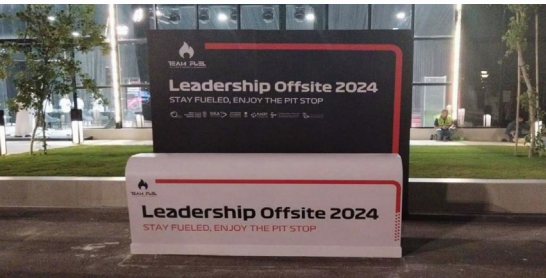 TEAM FUEL
Leadership Offsite 2024
STAY FUELED, ENJOY THE PIT STOP
TEAM FUEL
Leadership Offsite 2024
STAY FUELED, ENJOY THE PIT STOP